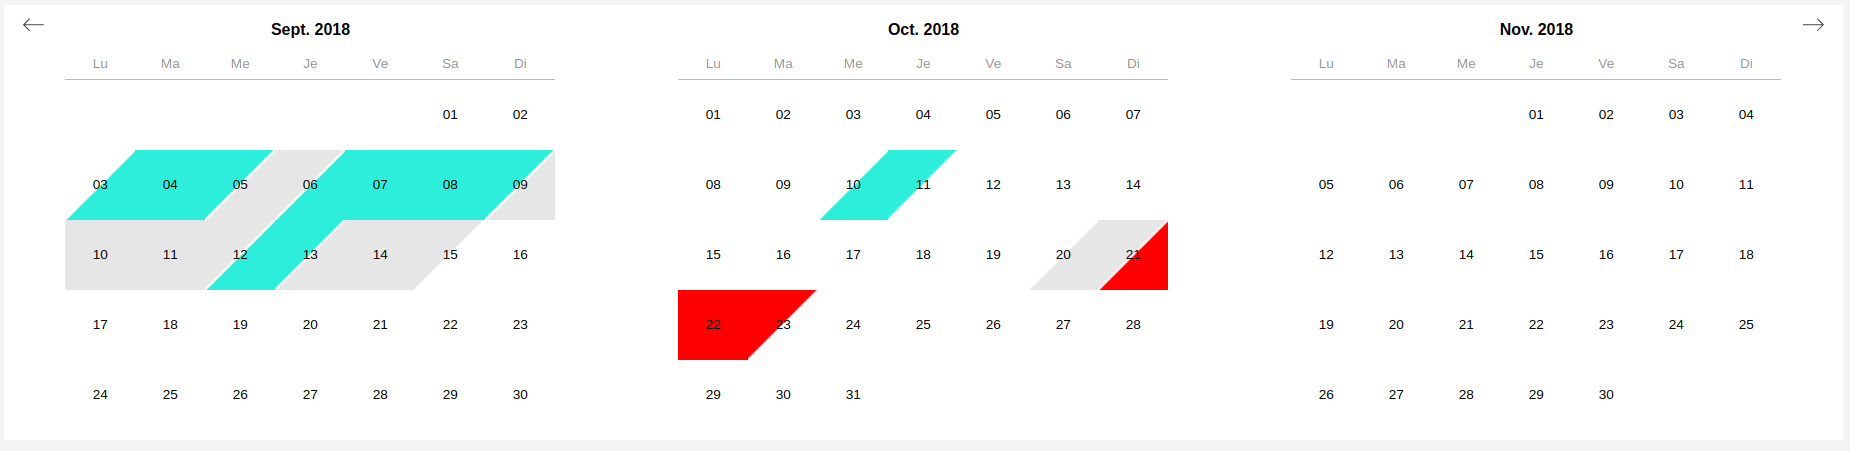 Sept. 2018
Lu Ma Me Je Ve Sa Di
01 02
03 04 05 06 07 08 09
10 11 12 13 14 15 16
17 18 19 20 21 22 23
24 25 26 27 28 29 30
Oct. 2018
Lu Ma Me Je Ve Sa Di
01 02 03 04 05 06 07
08 09 10 11 12 13 14
15 16 17 18 19 20 21
22 23 24 25 26 27 28
29 30 31
Nov. 2018
Lu Ma Me Je Ve Sa Di
01 02 03 04
05 06 07 08 09 10 11
12 13 14 15 16 17 18
19 20 21 22 23 24 25
26 27 28 29 30